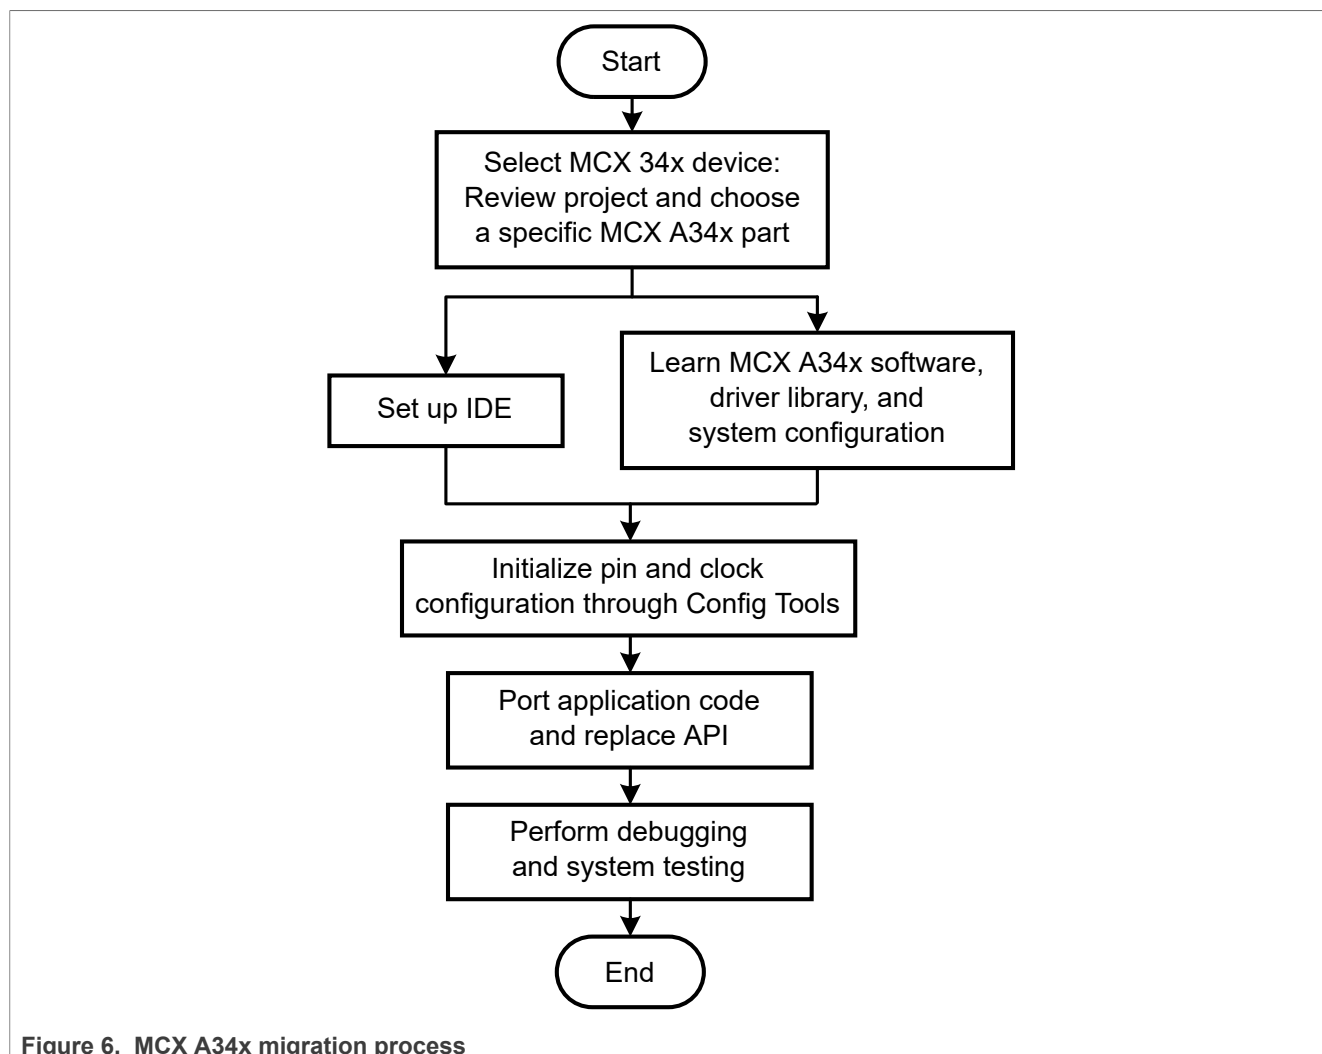 Start
Select MCX 34x device:
Review project and choose
a specific MCX A34x part
Set up IDE
Learn MCX A34x software,
driver library, and
system configuration
Initialize pin and clock
configuration through Config Tools
Port application code
and replace API
Perform debugging
and system testing
End
Figure 6. MCX A34x migration process